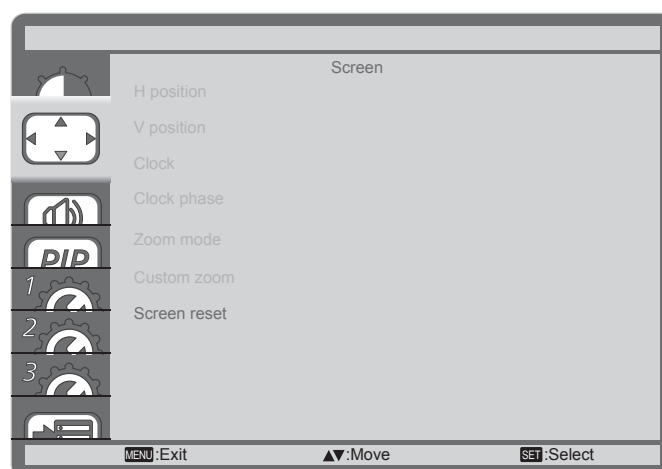 Screen
H position
V position
Clock
Clock phase
Zoom mode
PIP
Custom zoom
1
Screen reset
2
3
MENU:Exit ▲▼:Move SET:Select